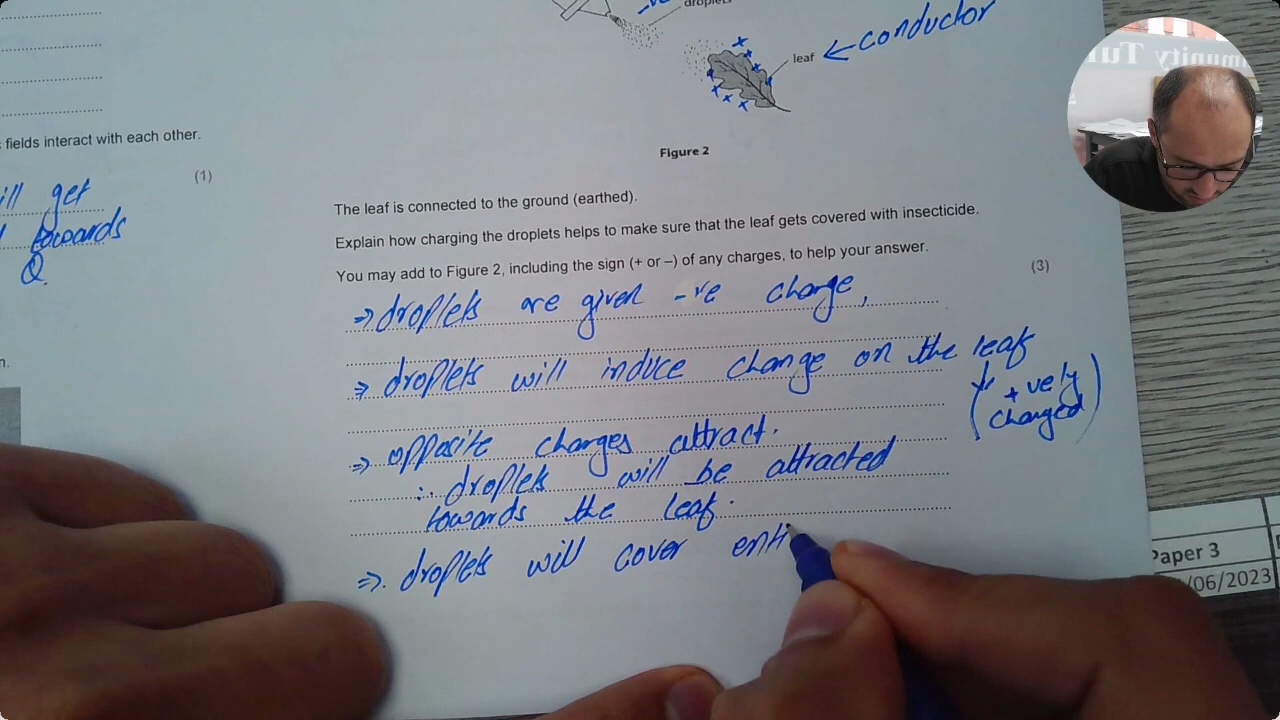 -ve
droplets
conductor
leaf
fields interact with each other.
Figure 2
(1)
ill get
towards
Q.
The leaf is connected to the ground (earthed).
Explain how charging the droplets helps to make sure that the leaf gets covered with insecticide.
You may add to Figure 2, including the sign (+ or –) of any charges, to help your answer.
(3)
⇒ droplets are given -ve charge,
⇒ droplets will induce charge on the leaf
(+vely
charged)
⇒ opposite charges attract.
∴ droplets will be attracted
towards the leaf.
⇒ droplets will cover enti
n.
Paper 3
/06/2023